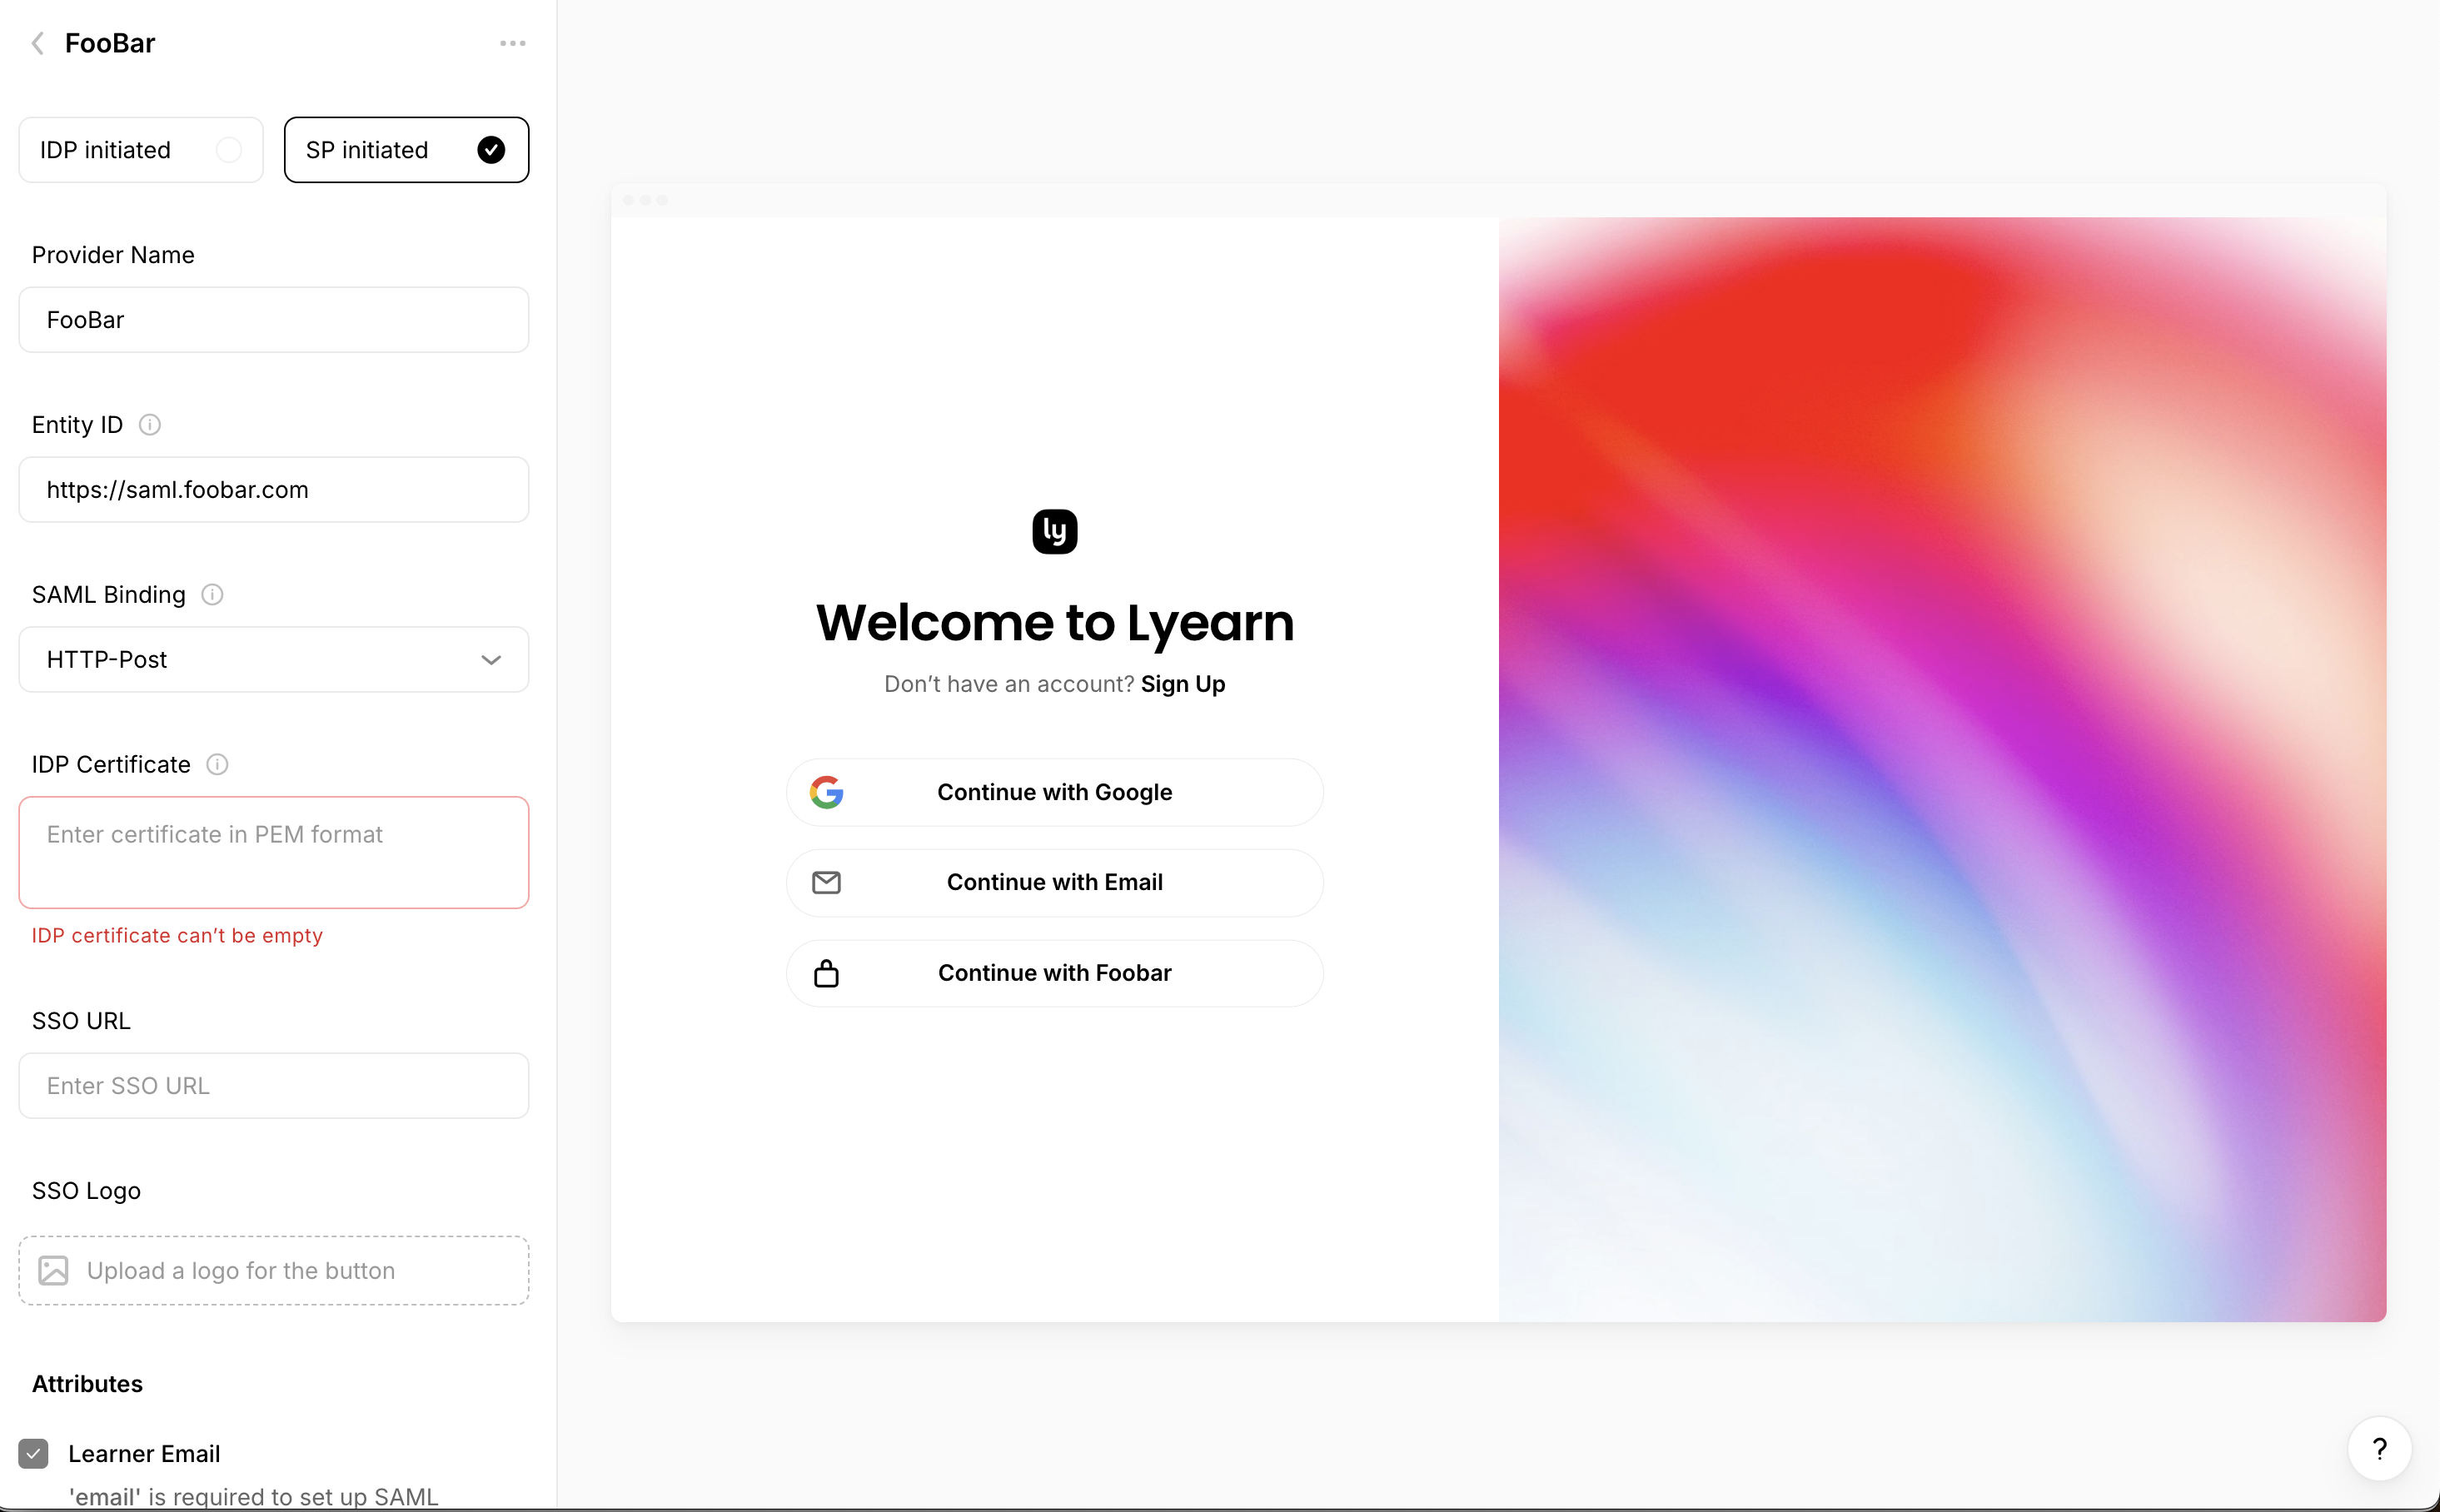 FooBar
IDP initiated
SP initiated
Provider Name
FooBar
Entity ID
https://saml.foobar.com
SAML Binding
HTTP-Post
IDP Certificate
Enter certificate in PEM format
IDP certificate can’t be empty
SSO URL
Enter SSO URL
SSO Logo
Upload a logo for the button
Attributes
Learner Email
'email' is required to set up SAML
ly
Welcome to Lyearn
Don’t have an account? Sign Up
Continue with Google
Continue with Email
Continue with Foobar
?